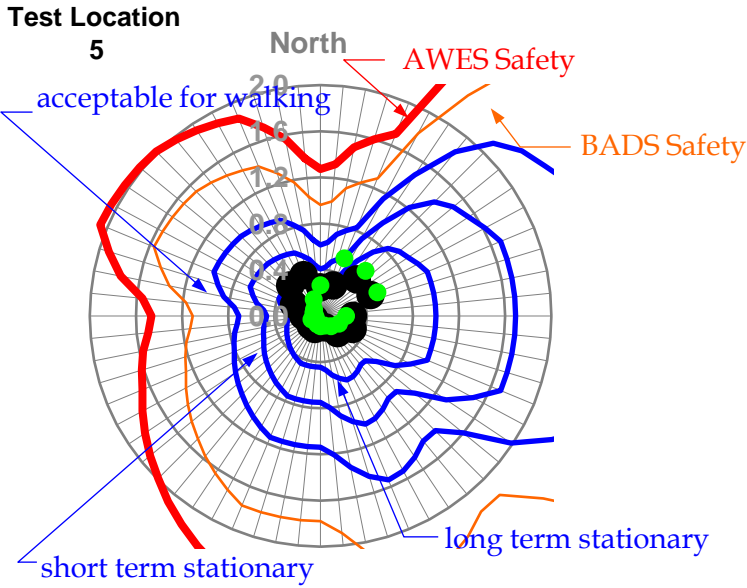 Test Location
5
North
AWES Safety
2.0
acceptable for walking
1.6
BADS Safety
1.2
0.8
0.4
0.0
long term stationary
short term stationary